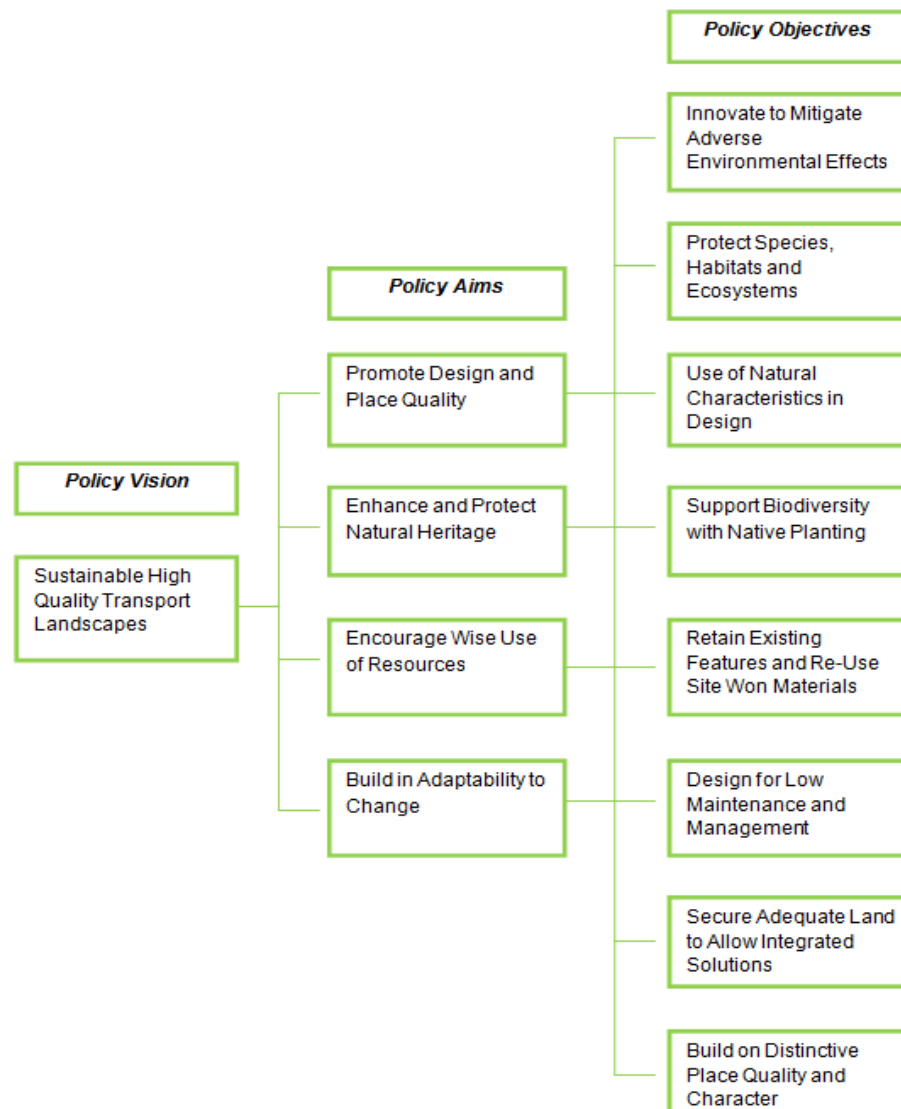 Policy Vision
Sustainable High
Quality Transport
Landscapes
Policy Aims
Promote Design and
Place Quality
Enhance and Protect
Natural Heritage
Encourage Wise Use
of Resources
Build in Adaptability to
Change
Policy Objectives
Innovate to Mitigate
Adverse
Environmental Effects
Protect Species,
Habitats and
Ecosystems
Use of Natural
Characteristics in
Design
Support Biodiversity
with Native Planting
Retain Existing
Features and Re-Use
Site Won Materials
Design for Low
Maintenance and
Management
Secure Adequate Land
to Allow Integrated
Solutions
Build on Distinctive
Place Quality and
Character